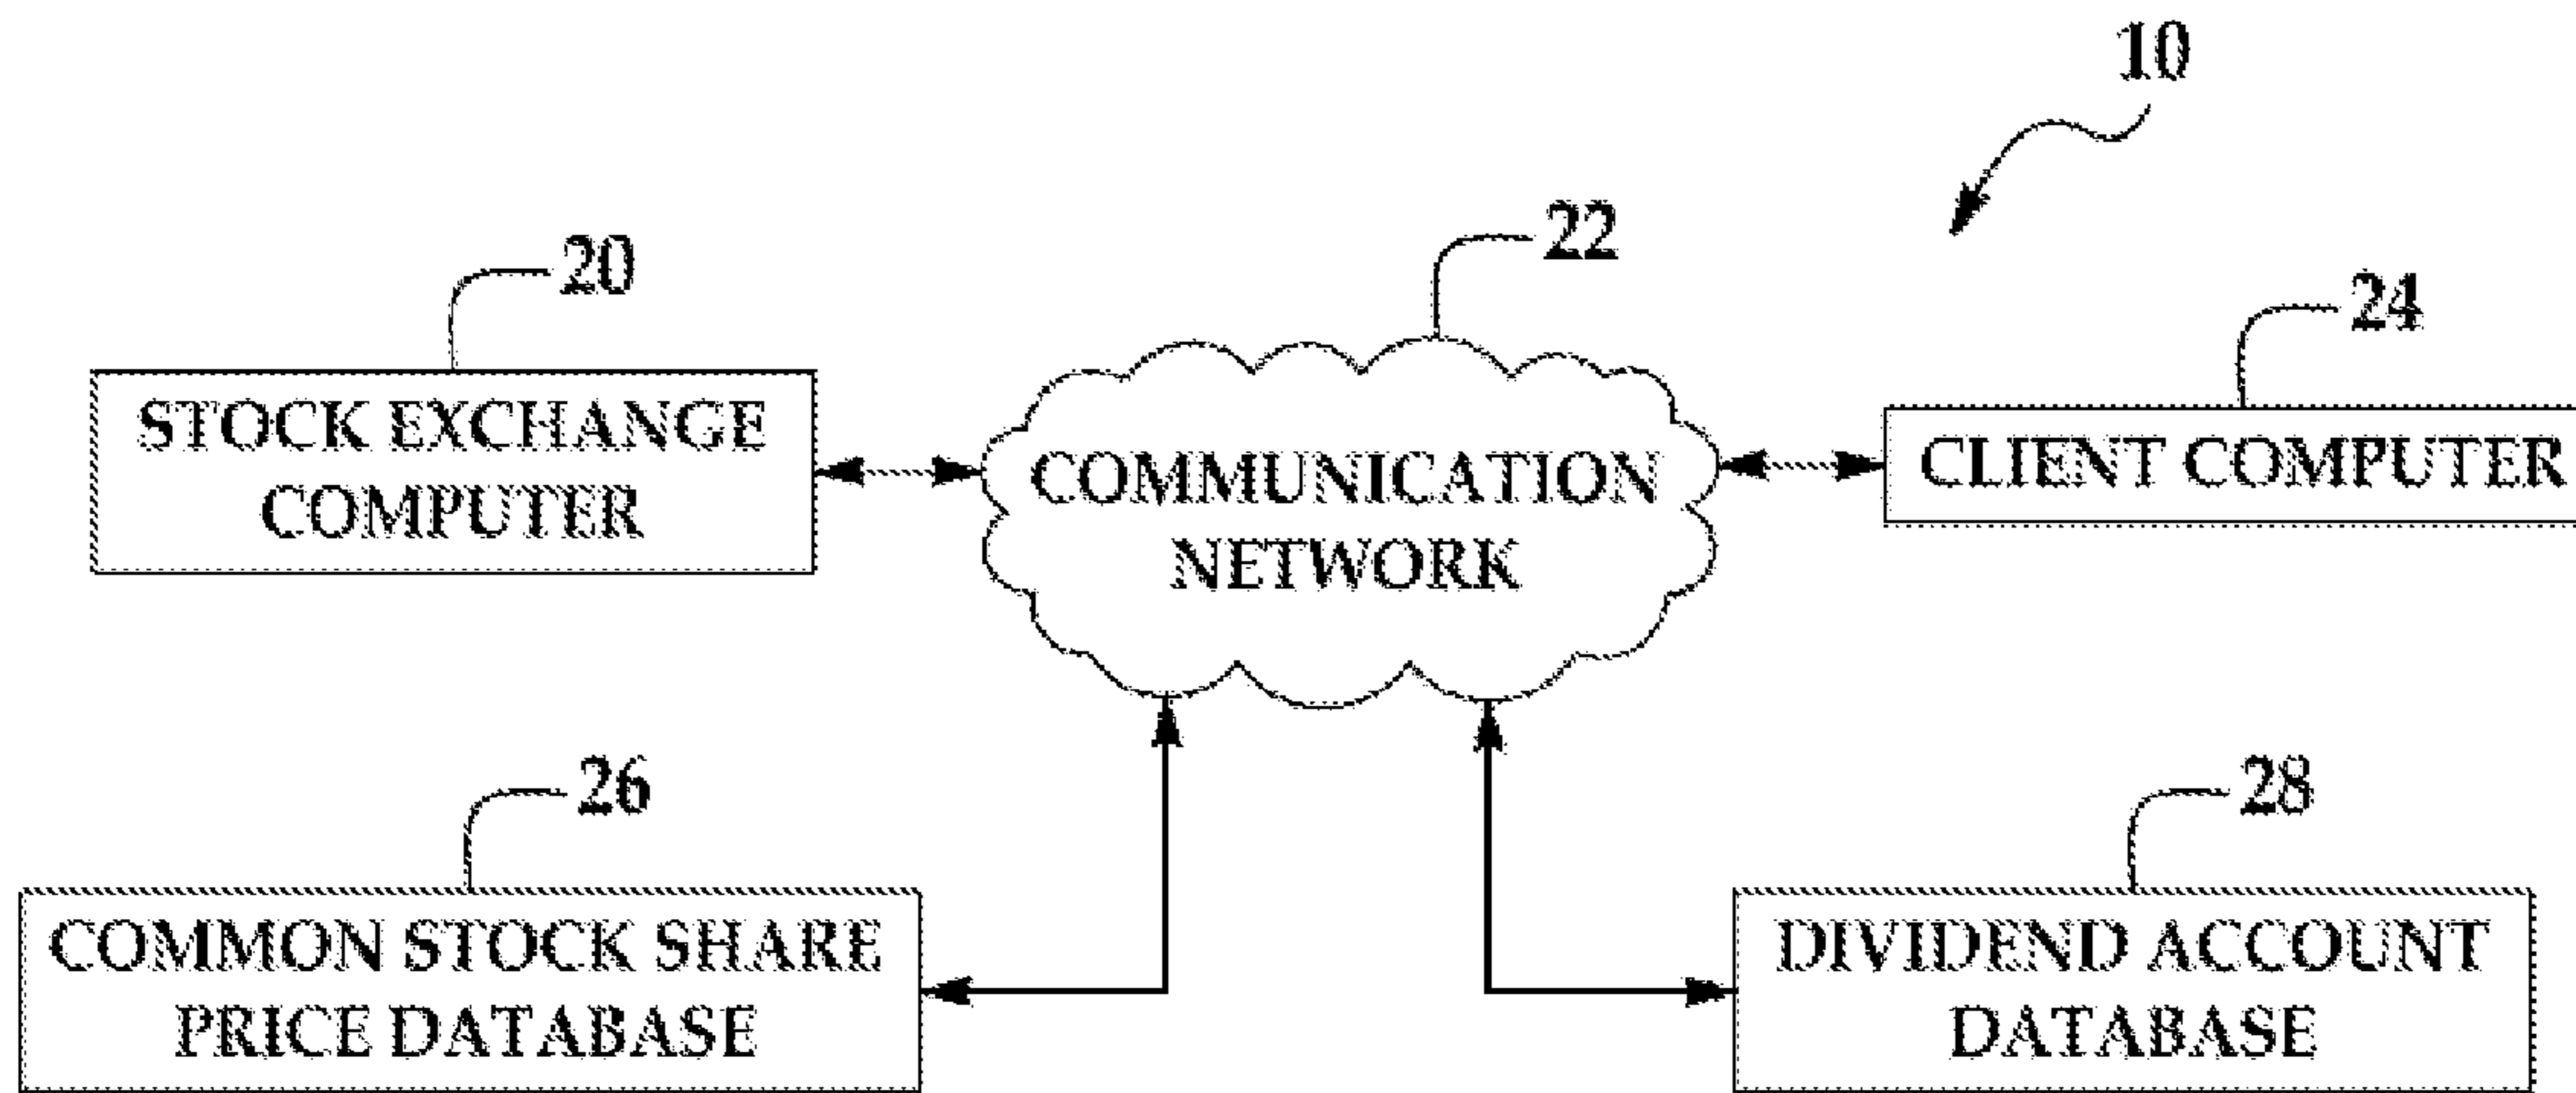 10
22
20
24
STOCK EXCHANGE
COMPUTER
COMMUNICATION
NETWORK
CLIENT COMPUTER
26
28
COMMON STOCK SHARE
PRICE DATABASE
DIVIDEND ACCOUNT
DATABASE